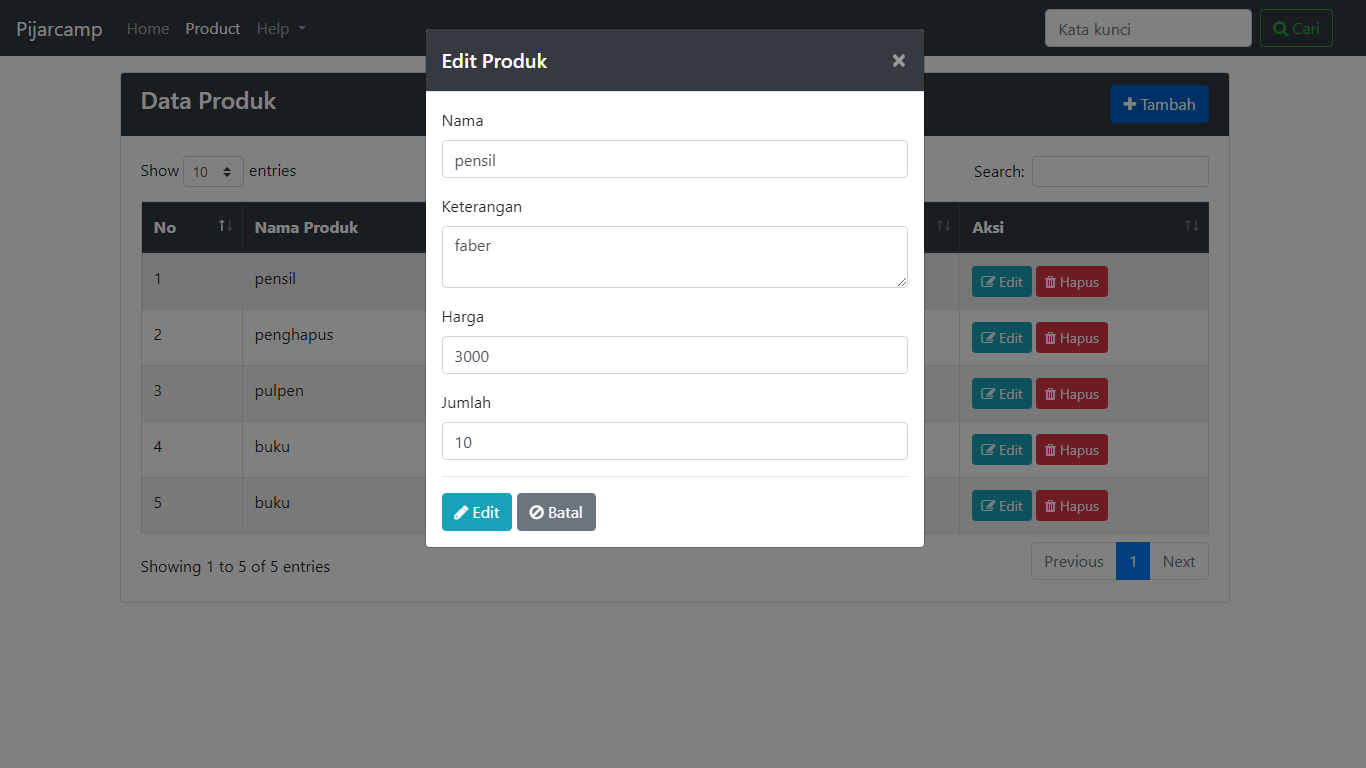 Pijarcamp Home Product Help Kata kunci Cari
Edit Produk ×
Data Produk Tambah
Nama
pensil
Show 10 entries Search:
Keterangan
faber
No Nama Produk Aksi
1 pensil Edit Hapus
Harga
3000
2 penghapus Edit Hapus
Jumlah
10
3 pulpen Edit Hapus
4 buku Edit Hapus
5 buku Edit Hapus
Edit Batal
Showing 1 to 5 of 5 entries Previous 1 Next